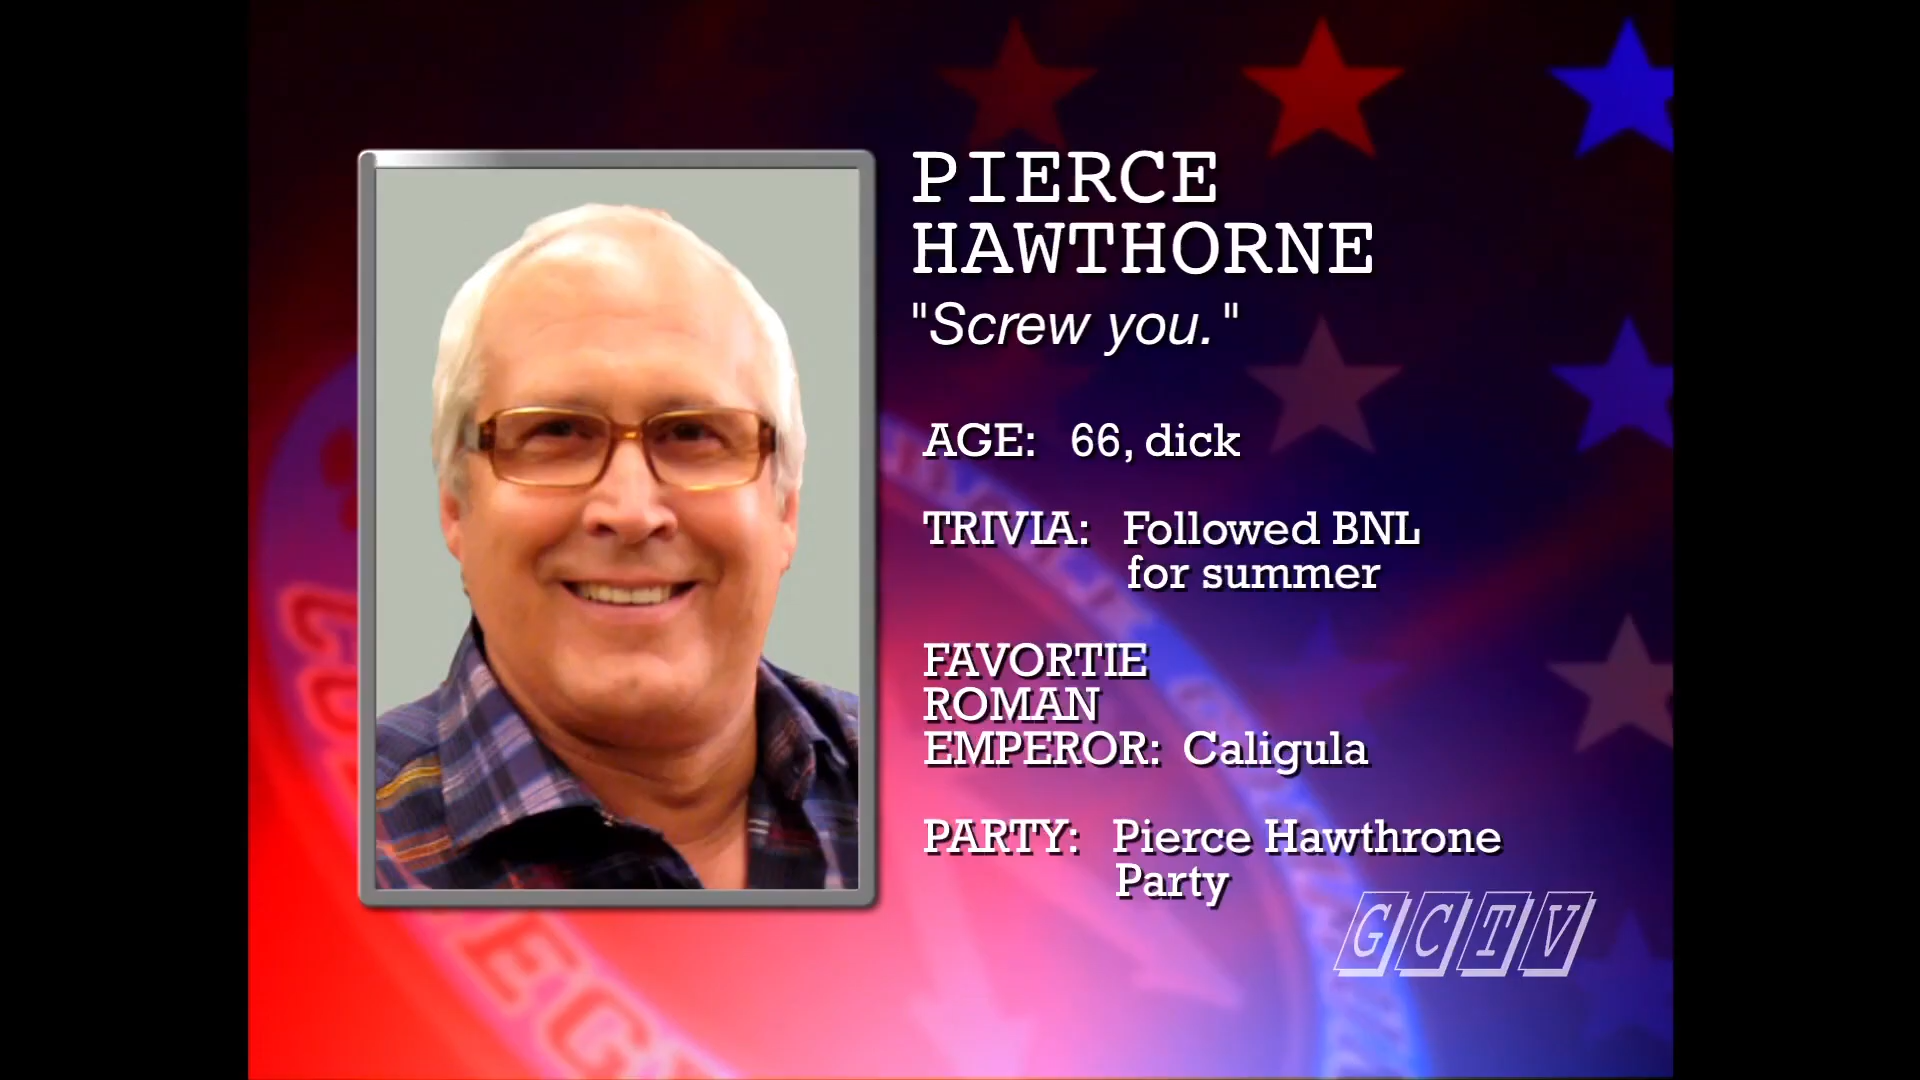 PIERCE
HAWTHORNE
"Screw you."
AGE: 66, dick
TRIVIA: Followed BNL
for summer
FAVORTIE
ROMAN
EMPEROR: Caligula
PARTY: Pierce Hawthrone
Party
GCTV